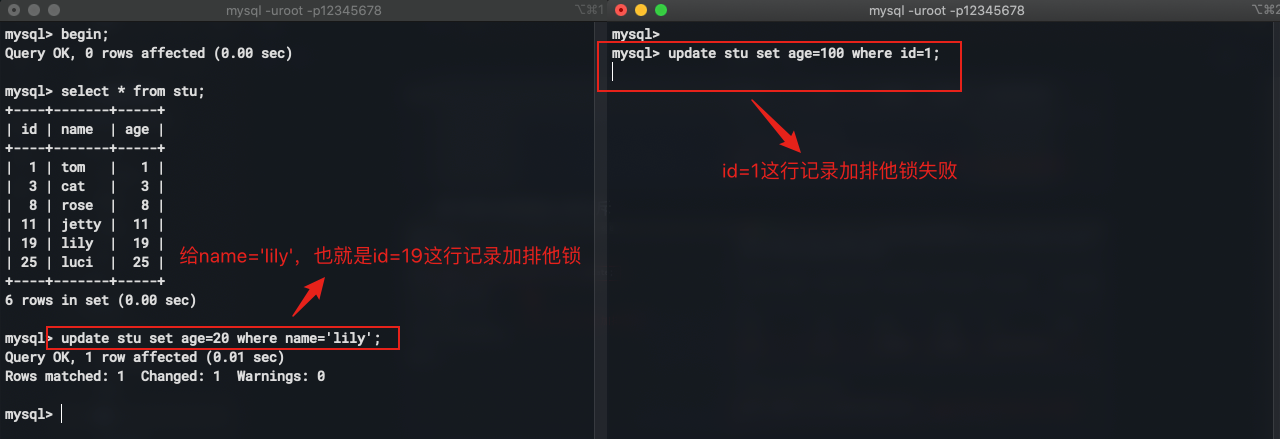 mysql -uroot -p12345678
⌥⌘1
mysql> begin;
Query OK, 0 rows affected (0.00 sec)
mysql> select * from stu;
+----+-------+-----+
| id | name  | age |
+----+-------+-----+
|  1 | tom   |   1 |
|  3 | cat   |   3 |
|  8 | rose  |   8 |
| 11 | jetty |  11 |
| 19 | lily  |  19 |
| 25 | luci  |  25 |
+----+-------+-----+
6 rows in set (0.00 sec)
给name='lily'，也就是id=19这行记录加排他锁
mysql> update stu set age=20 where name='lily';
Query OK, 1 row affected (0.01 sec)
Rows matched: 1  Changed: 1  Warnings: 0
mysql>
mysql -uroot -p12345678
⌥⌘2
mysql>
mysql> update stu set age=100 where id=1;
id=1这行记录加排他锁失败